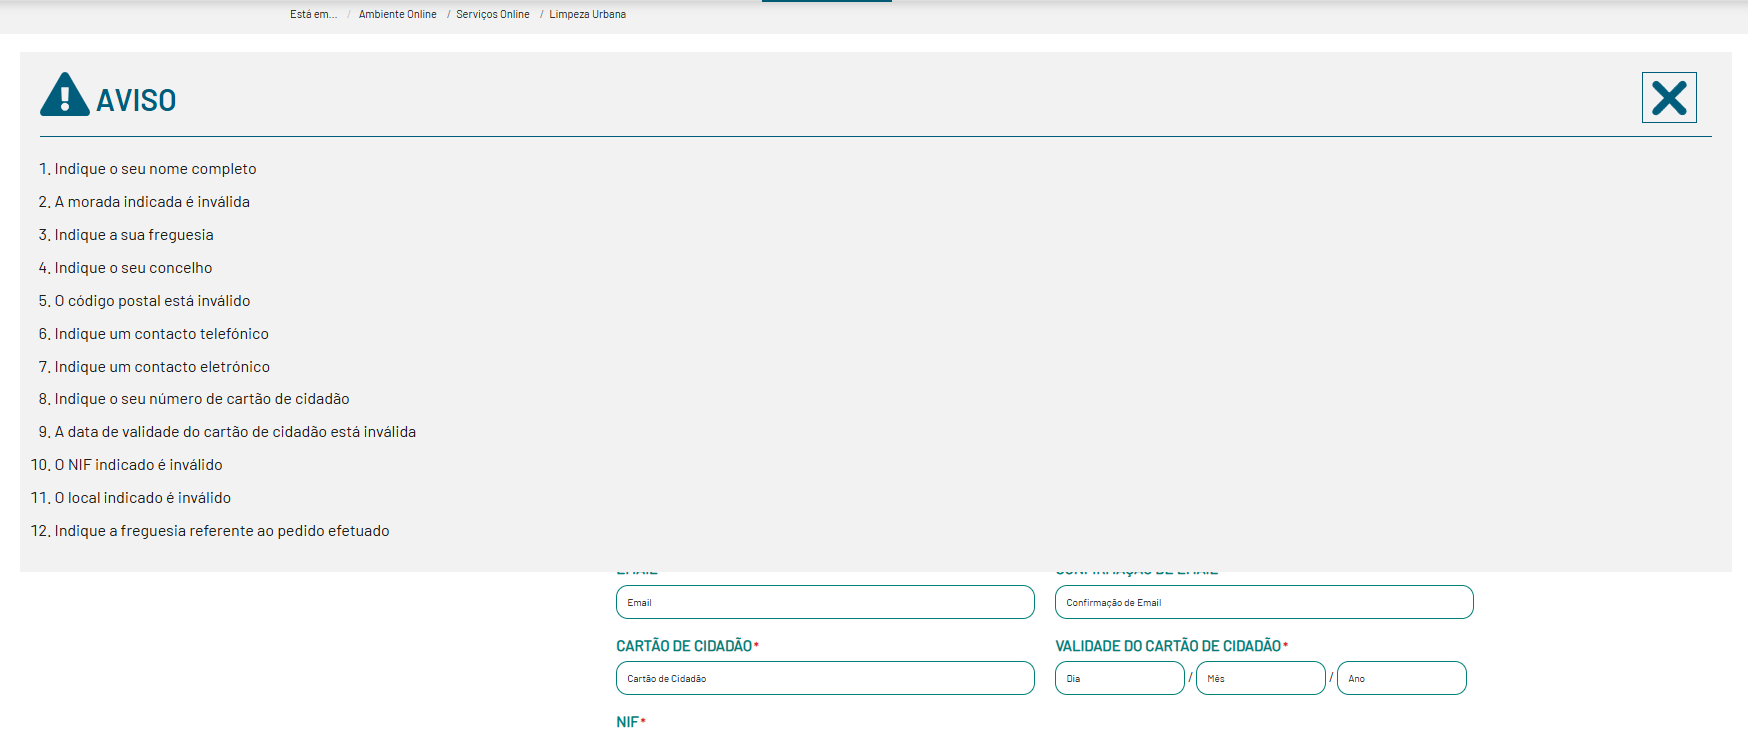 Está em... / Ambiente Online / Serviços Online / Limpeza Urbana
AVISO
1. Indique o seu nome completo
2. A morada indicada é inválida
3. Indique a sua freguesia
4. Indique o seu concelho
5. O código postal está inválido
6. Indique um contacto telefónico
7. Indique um contacto eletrónico
8. Indique o seu número de cartão de cidadão
9. A data de validade do cartão de cidadão está inválida
10. O NIF indicado é inválido
11. O local indicado é inválido
12. Indique a freguesia referente ao pedido efetuado
Email Confirmação de Email
CARTÃO DE CIDADÃO* VALIDADE DO CARTÃO DE CIDADÃO*
Cartão de Cidadão Dia / Mês / Ano
NIF*